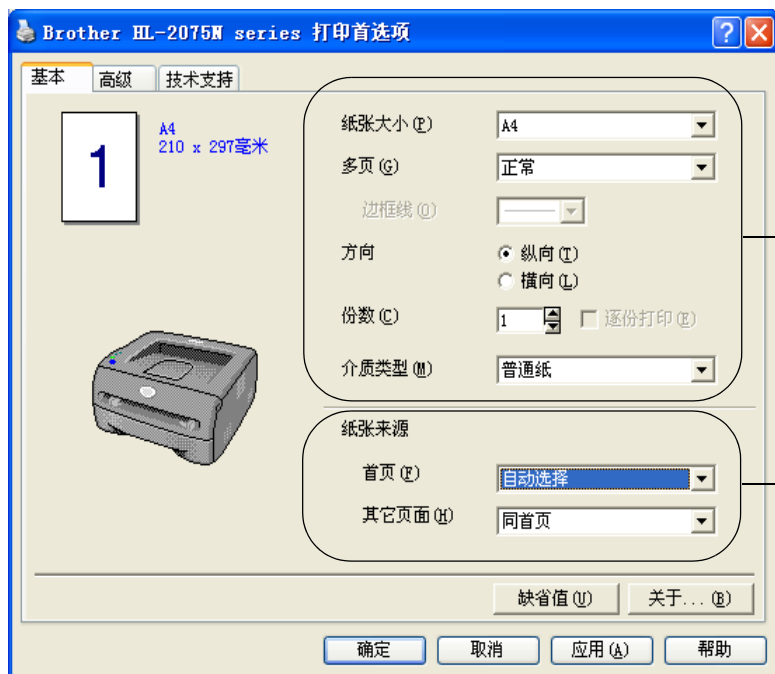 Brother HL-2075N series 打印首选项
基本 高级 技术支持
1
A4
210 x 297毫米
纸张大小(P) A4
多页(G) 正常
边框线(O)
方向 纵向(T)
横向(L)
份数(C) 1 逐份打印(E)
介质类型(M) 普通纸
纸张来源
首页(F) 自动选择
其它页面(H) 同首页
缺省值(U) 关于...(B)
确定 取消 应用(A) 帮助